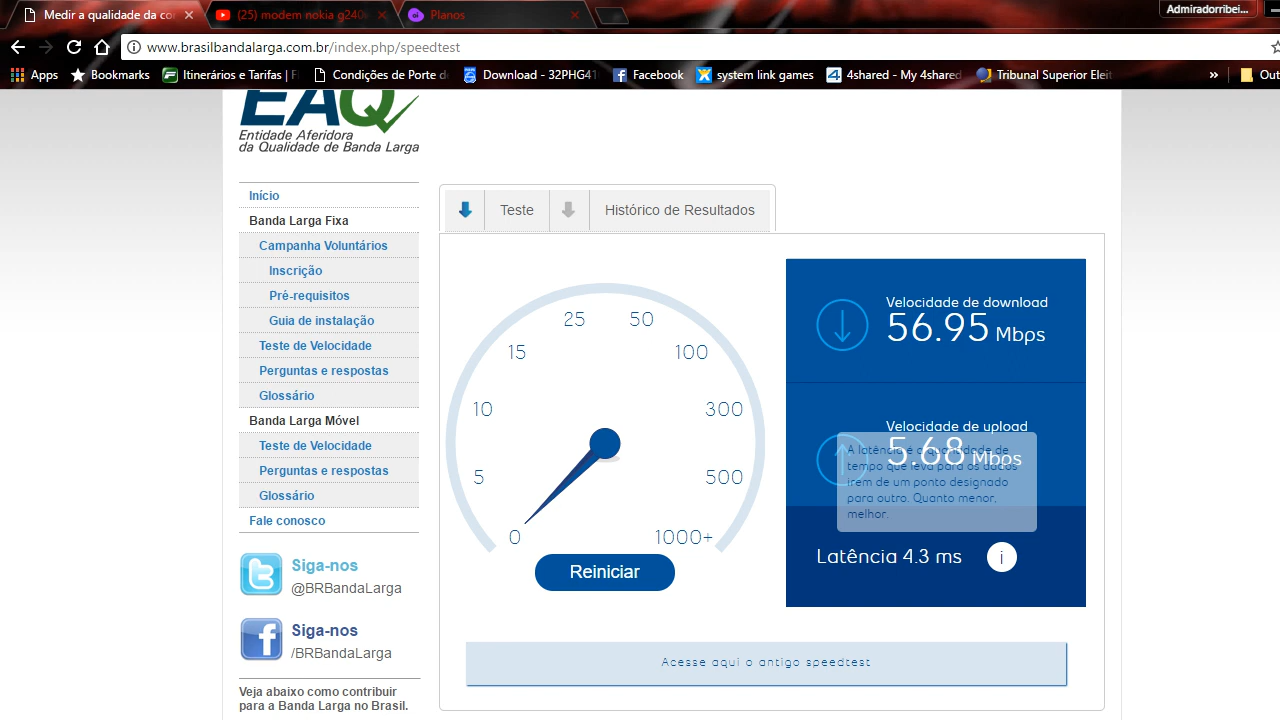 Medir a qualidade da co
(25) modem nokia g240
Planos
Admiradorribei...
www.brasilbandalarga.com.br/index.php/speedtest
Apps
Bookmarks
Itinerários e Tarifas | F
Condições de Porte d
Download - 32PHG41
Facebook
system link games
4shared - My 4shared
Tribunal Superior Eleit
»
Out
EAQ
Entidade Aferidora
da Qualidade de Banda Larga
Início
Banda Larga Fixa
Campanha Voluntários
Inscrição
Pré-requisitos
Guia de instalação
Teste de Velocidade
Perguntas e respostas
Glossário
Banda Larga Móvel
Teste de Velocidade
Perguntas e respostas
Glossário
Fale conosco
Siga-nos
@BRBandaLarga
Siga-nos
/BRBandaLarga
Veja abaixo como contribuir
para a Banda Larga no Brasil.
Teste
Histórico de Resultados
0
5
10
15
25
50
100
300
500
1000+
Reiniciar
Velocidade de download
56.95 Mbps
Velocidade de upload
5.68 Mbps
A latência é a quantidade de
tempo que leva para os dados
irem de um ponto designado
para outro. Quanto menor,
melhor.
Latência 4.3 ms
i
Acesse aqui o antigo speedtest